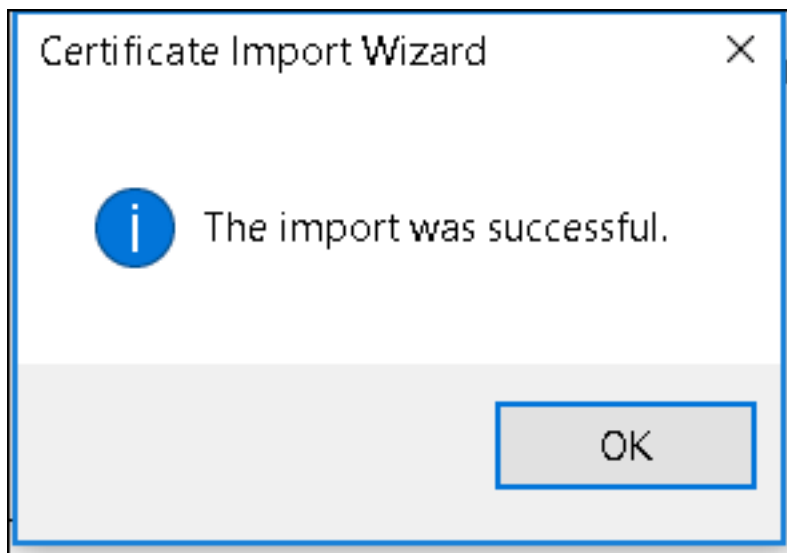 Certificate Import Wizard
The import was successful.
OK